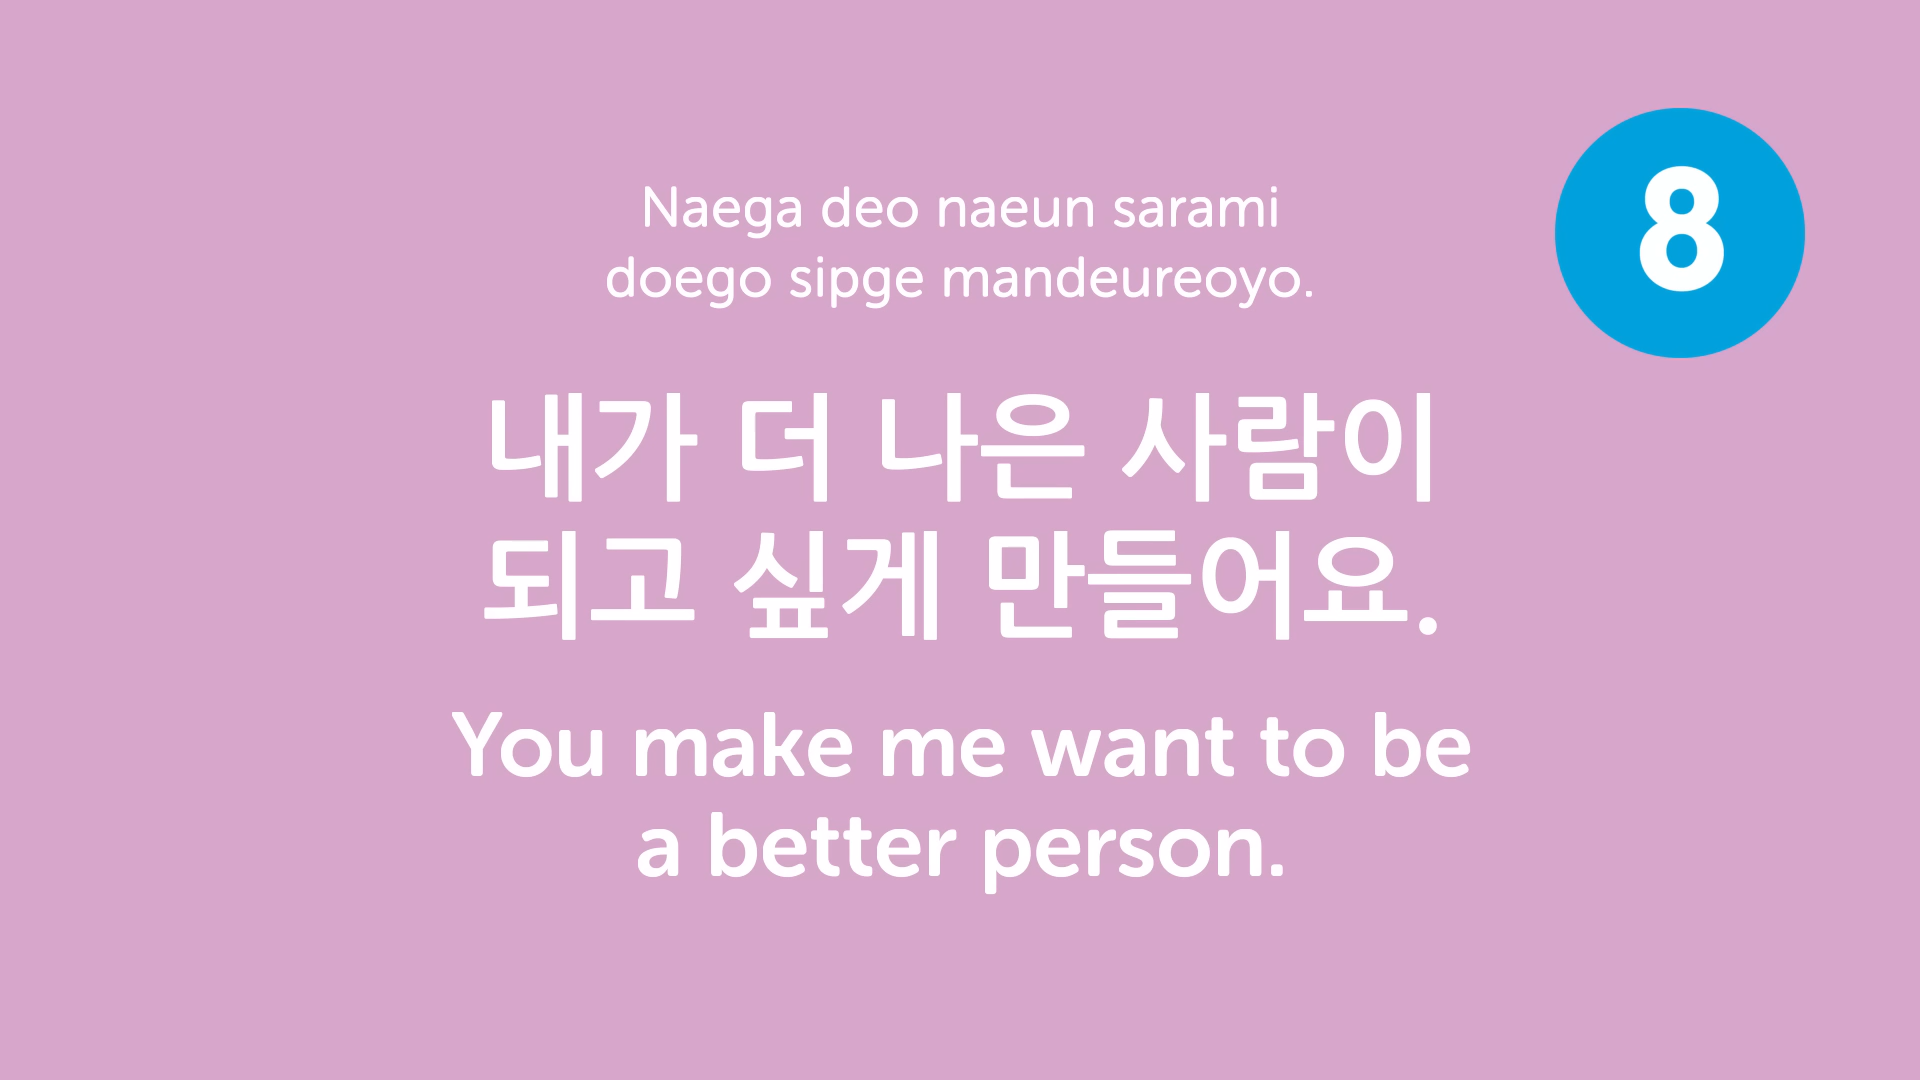 Naega deo naeun sarami
doego sipge mandeureoyo.
8
내가 더 나은 사람이
되고 싶게 만들어요.
You make me want to be
a better person.